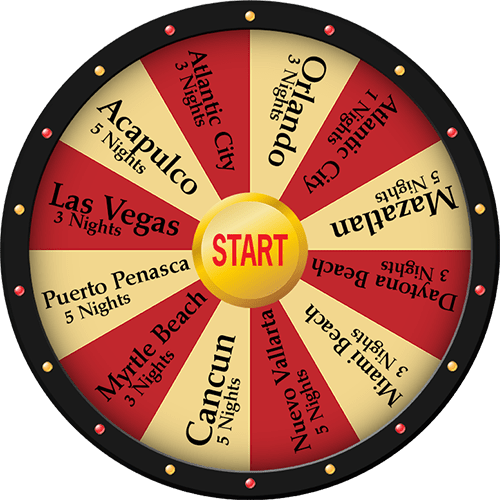 Orlando
3 Nights
Atlantic City
1 Nights
Mazatlan
5 Nights
Daytona Beach
3 Nights
Miami Beach
3 Nights
Nuevo Vallarta
5 Nights
Cancun
5 Nights
Myrtle Beach
3 Nights
Puerto Penasca
5 Nights
Las Vegas
3 Nights
Acapulco
5 Nights
Atlantic City
3 Nights
START